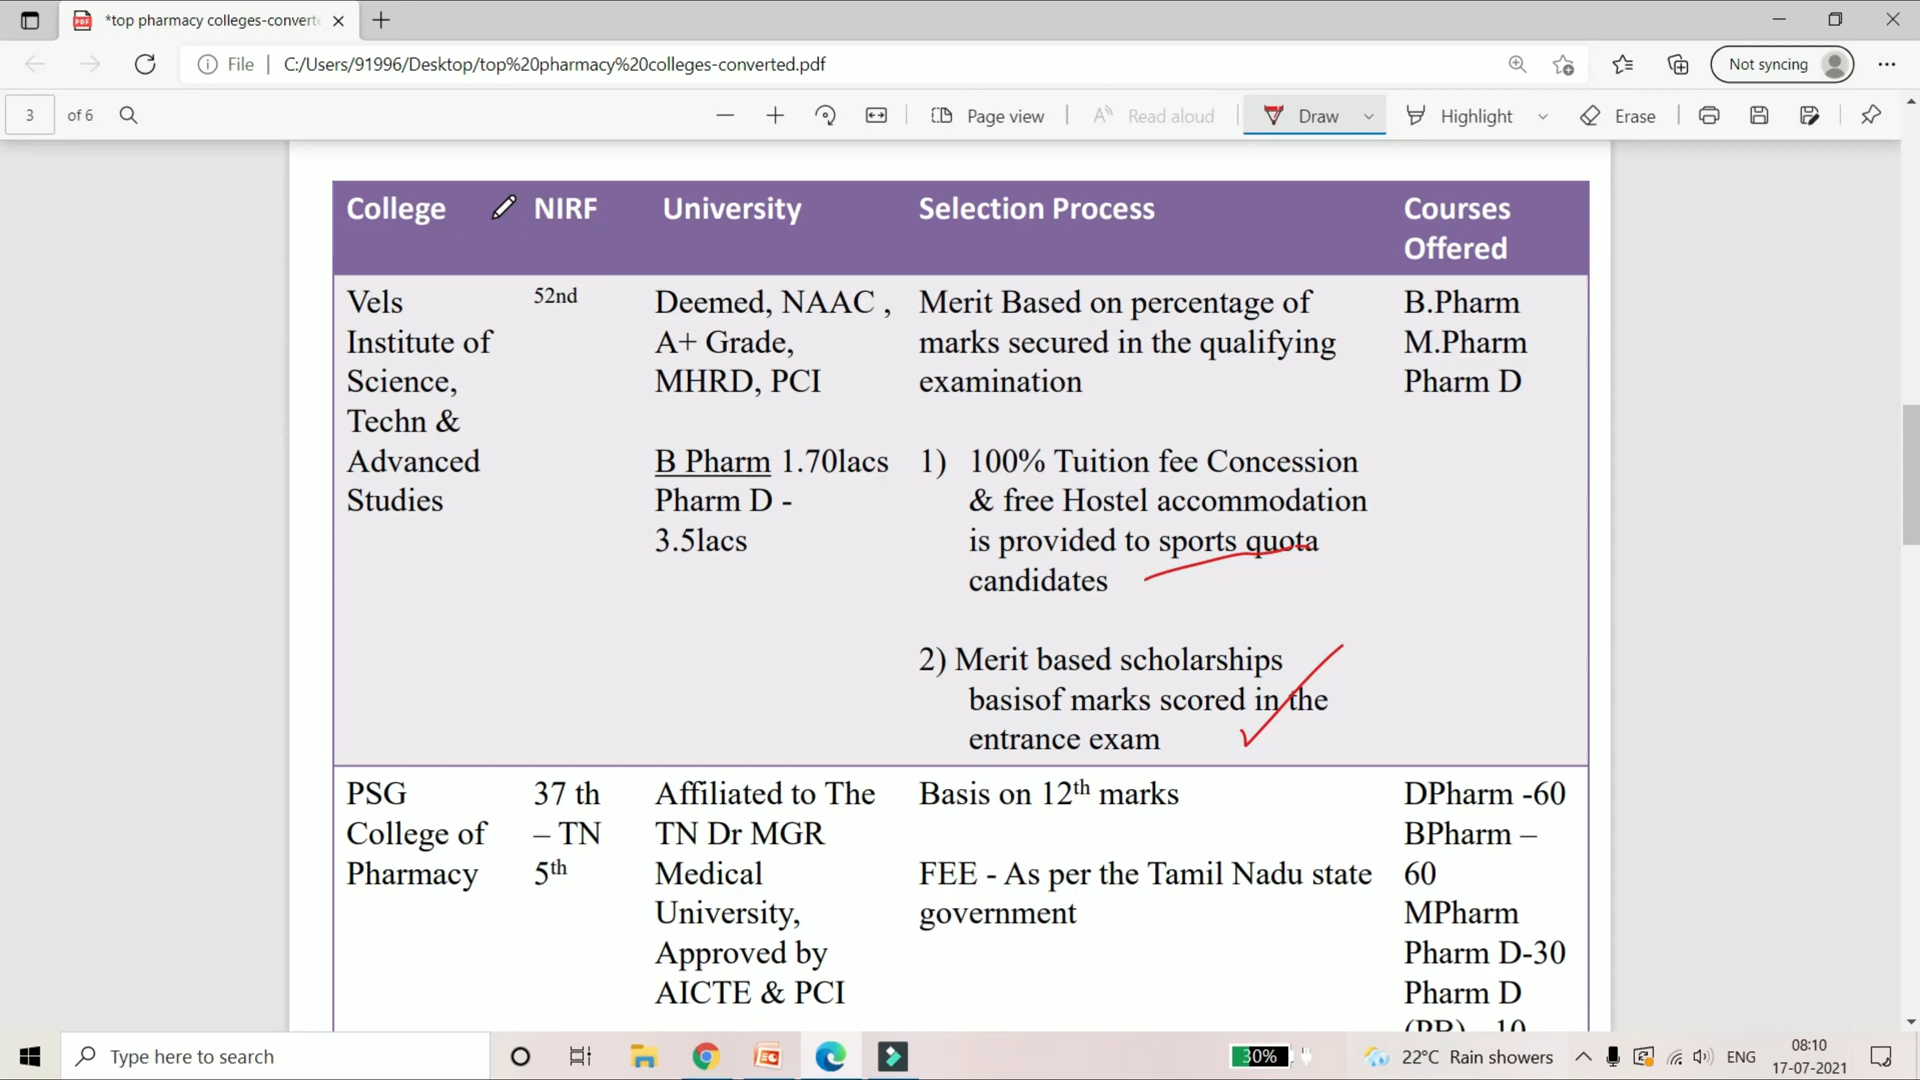 *top pharmacy colleges-converte
File
C:/Users/91996/Desktop/top%20pharmacy%20colleges-converted.pdf
Not syncing
3 of 6
Page view
Read aloud
Draw
Highlight
Erase
College NIRF University Selection Process Courses
Offered
Vels
Institute of
Science,
Techn &
Advanced
Studies
52nd
Deemed, NAAC ,
A+ Grade,
MHRD, PCI
B Pharm 1.70lacs
Pharm D -
3.5lacs
Merit Based on percentage of
marks secured in the qualifying
examination
1) 100% Tuition fee Concession
& free Hostel accommodation
is provided to sports quota
candidates
2) Merit based scholarships
basisof marks scored in the
entrance exam
B.Pharm
M.Pharm
Pharm D
PSG
College of
Pharmacy
37 th
– TN
5th
Affiliated to The
TN Dr MGR
Medical
University,
Approved by
AICTE & PCI
Basis on 12th marks
FEE - As per the Tamil Nadu state
government
DPharm -60
BPharm –
60
MPharm
Pharm D-30
Pharm D
(PB) - 10
Type here to search
30%
22°C Rain showers
ENG
08:10
17-07-2021